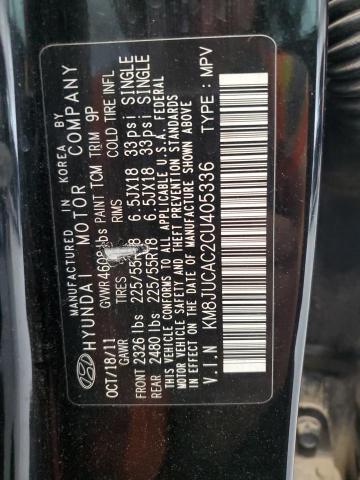 MANUFACTURED IN KOREA BY
HYUNDAI MOTOR COMPANY
OCT/18/11 GVWR lbs PAINT TCM TRIM 9P
GAWR TIRES RIMS COLD TIRE INFL
FRONT 2326 lbs 225/55R18 6.5JX18 33psi SINGLE
REAR 2480 lbs 225/55R18 6.5JX18 33psi SINGLE
THIS VEHICLE CONFORMS TO ALL APPLICABLE U.S.A. FEDERAL
MOTOR VEHICLE SAFETY AND THEFT PREVENTION STANDARDS
IN EFFECT ON THE DATE OF MANUFACTURE SHOWN ABOVE
V.I.N KM8JUCAC2CU405336 TYPE : MPV